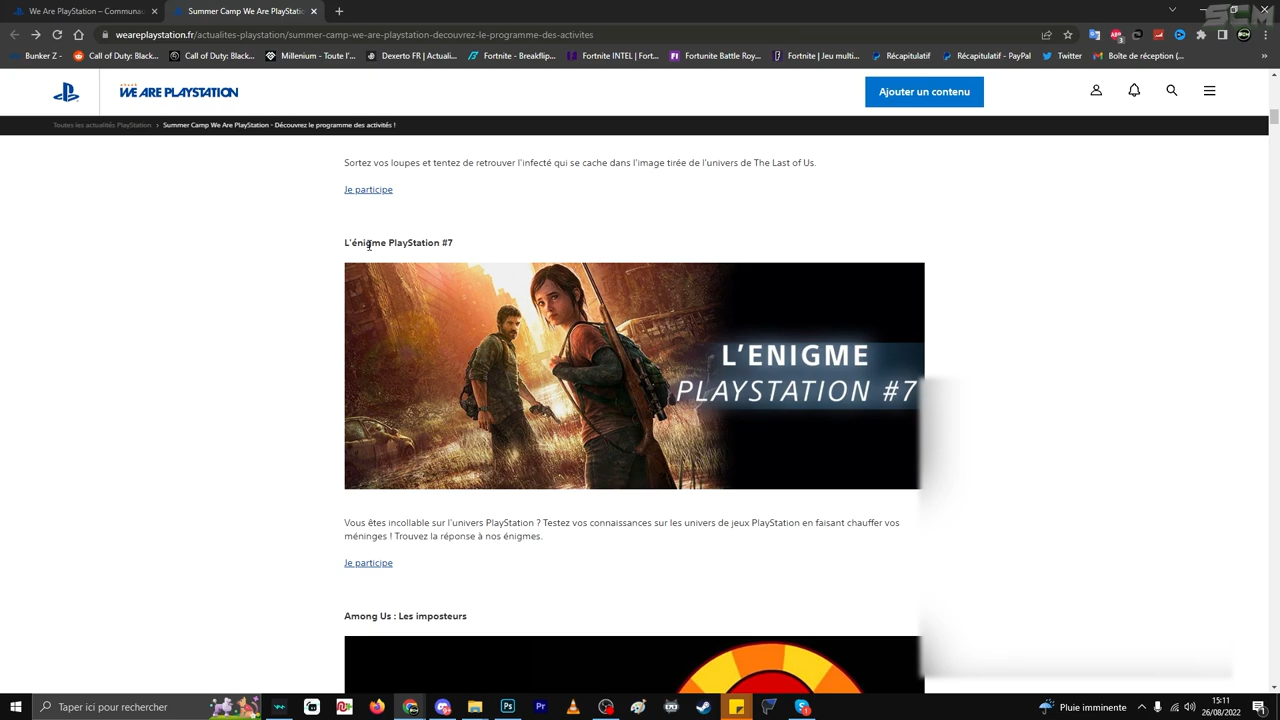 We Are PlayStation – Commun
Summer Camp We Are PlayStatio
weareplaystation.fr/actualites-playstation/summer-camp-we-are-playstation-decouvrez-le-programme-des-activites
Bunker Z -
Call of Duty: Black...
Call of Duty: Black...
Millenium - Toute l'...
Dexerto FR | Actuali...
Fortnite - Breakflip...
Fortnite INTEL | Fort...
Fortunite Battle Roy...
Fortnite | Jeu multi...
Récapitulatif
Récapitulatif - PayPal
Twitter
Boîte de réception (...
WE ARE PLAYSTATION
Ajouter un contenu
Toutes les actualités PlayStation › Summer Camp We Are PlayStation - Découvrez le programme des activités !
Sortez vos loupes et tentez de retrouver l'infecté qui se cache dans l'image tirée de l'univers de The Last of Us.
Je participe
L'énigme PlayStation #7
L'ENIGME
PLAYSTATION #7
Vous êtes incollable sur l'univers PlayStation ? Testez vos connaissances sur les univers de jeux PlayStation en faisant chauffer vos
méninges ! Trouvez la réponse à nos énigmes.
Je participe
Among Us : Les imposteurs
Taper ici pour rechercher
Pluie imminente
15:11
26/08/2022